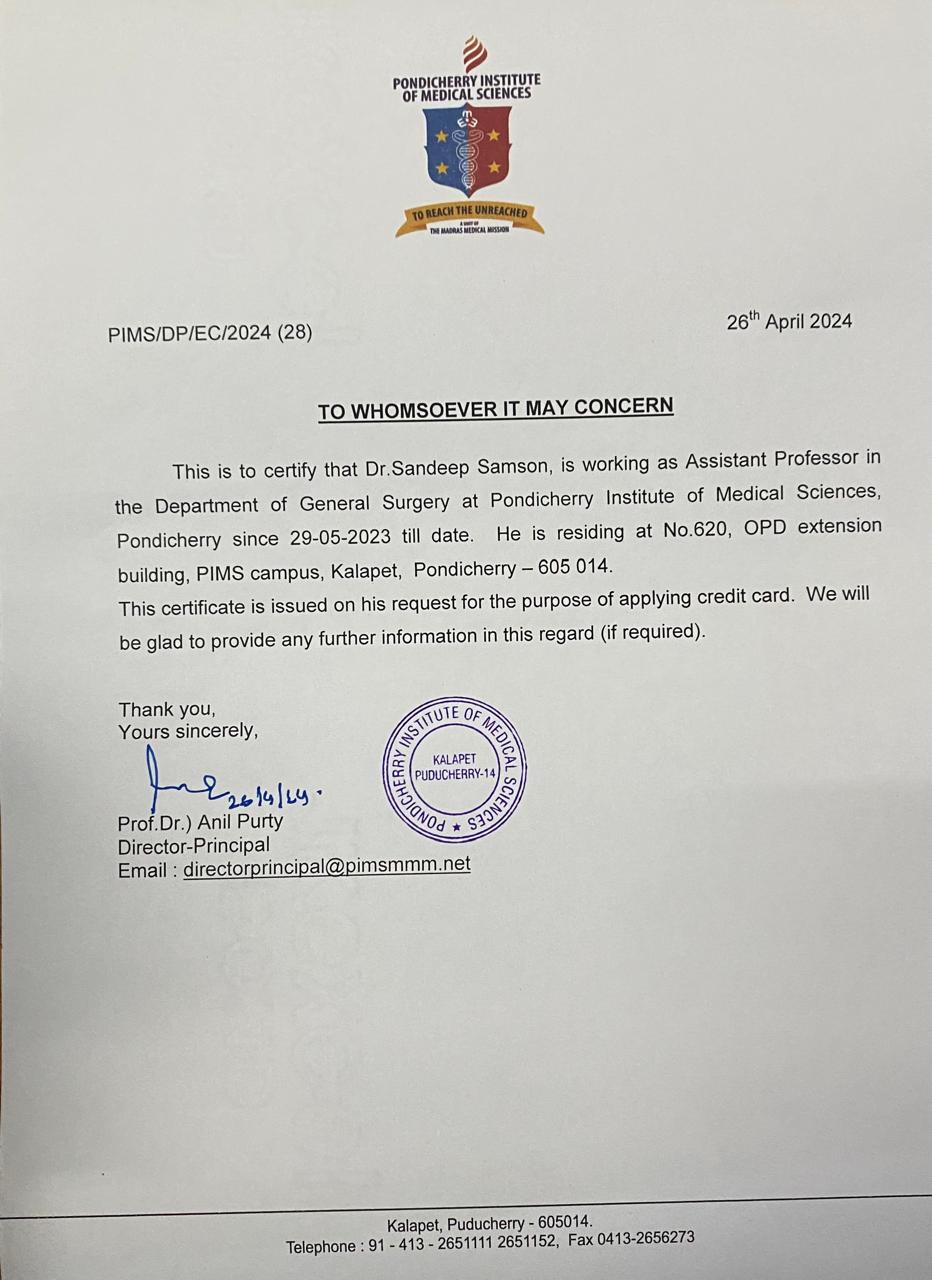 PONDICHERRY INSTITUTE
OF MEDICAL SCIENCES
TO REACH THE UNREACHED
A UNIT OF
THE MADRAS MEDICAL MISSION
PIMS/DP/EC/2024 (28)
26th April 2024
TO WHOMSOEVER IT MAY CONCERN
This is to certify that Dr.Sandeep Samson, is working as Assistant Professor in
the Department of General Surgery at Pondicherry Institute of Medical Sciences,
Pondicherry since 29-05-2023 till date. He is residing at No.620, OPD extension
building, PIMS campus, Kalapet, Pondicherry – 605 014.
This certificate is issued on his request for the purpose of applying credit card. We will
be glad to provide any further information in this regard (if required).
Thank you,
Yours sincerely,
26/4/24.
Prof.Dr.) Anil Purty
Director-Principal
Email : directorprincipal@pimsmmm.net
PONDICHERRY INSTITUTE OF MEDICAL SCIENCES ★
KALAPET
PUDUCHERRY-14
Kalapet, Puducherry - 605014.
Telephone : 91 - 413 - 2651111 2651152, Fax 0413-2656273